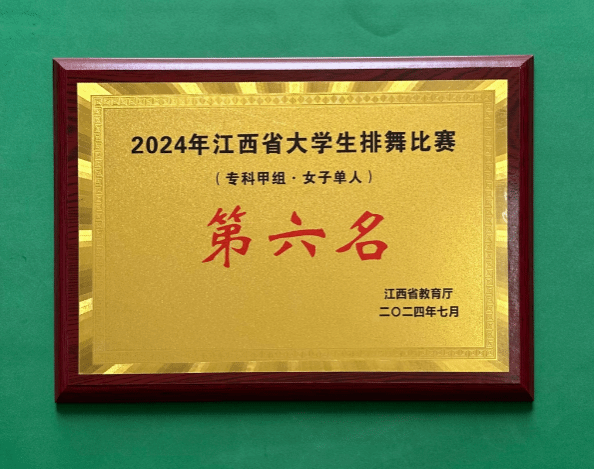 2024年江西省大学生排舞比赛
（专科甲组·女子单人）
第六名
江西省教育厅
二〇二四年七月